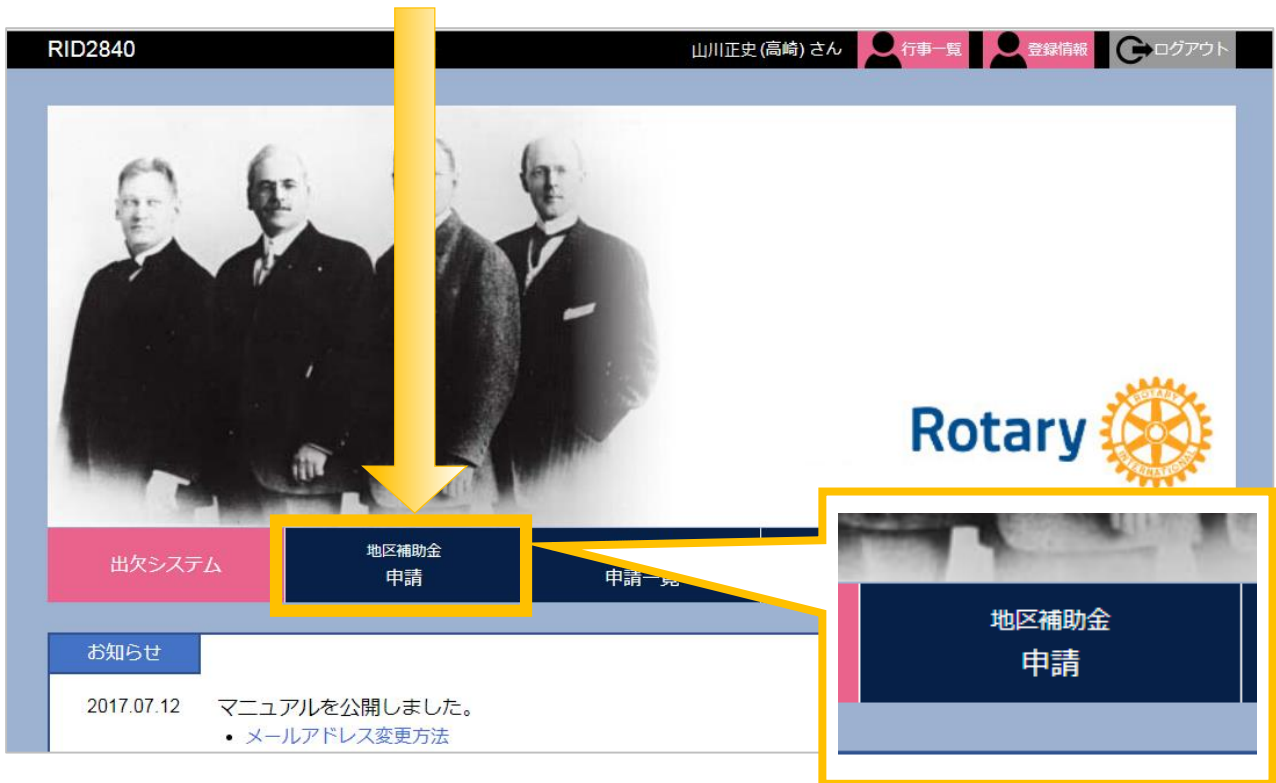 RID2840
山川正史(高崎) さん
行事一覧
登録情報
ログアウト
Rotary
ROTARY
INTERNATIONAL
出欠システム
地区補助金
申請
申請一覧
地区補助金
申請
お知らせ
2017.07.12 マニュアルを公開しました。
• メールアドレス変更方法